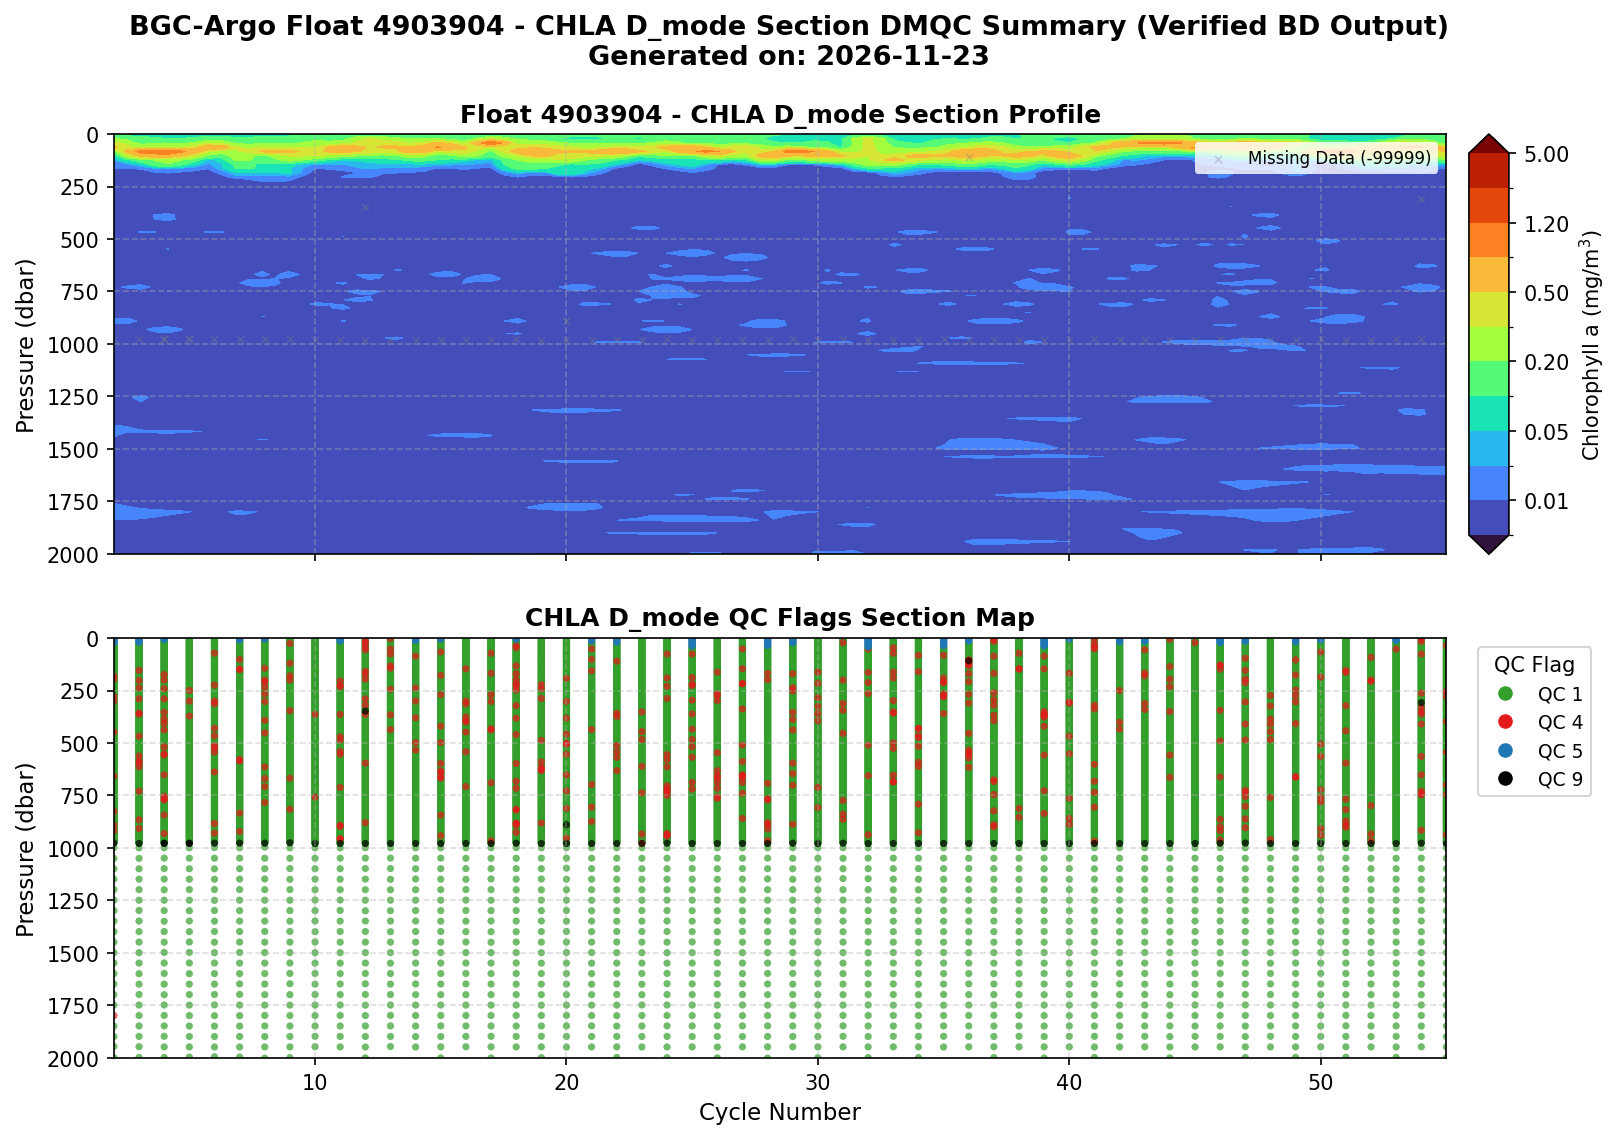 BGC-Argo Float 4903904 - CHLA D_mode Section DMQC Summary (Verified BD Output)
Generated on: 2026-11-23
Float 4903904 - CHLA D_mode Section Profile
0
250
500
750
1000
1250
1500
1750
2000
Pressure (dbar)
Missing Data (-99999)
5.00
1.20
0.50
0.20
0.05
0.01
Chlorophyll a (mg/m³)
CHLA D_mode QC Flags Section Map
0
250
500
750
1000
1250
1500
1750
2000
Pressure (dbar)
10
20
30
40
50
Cycle Number
QC Flag
QC 1
QC 4
QC 5
QC 9